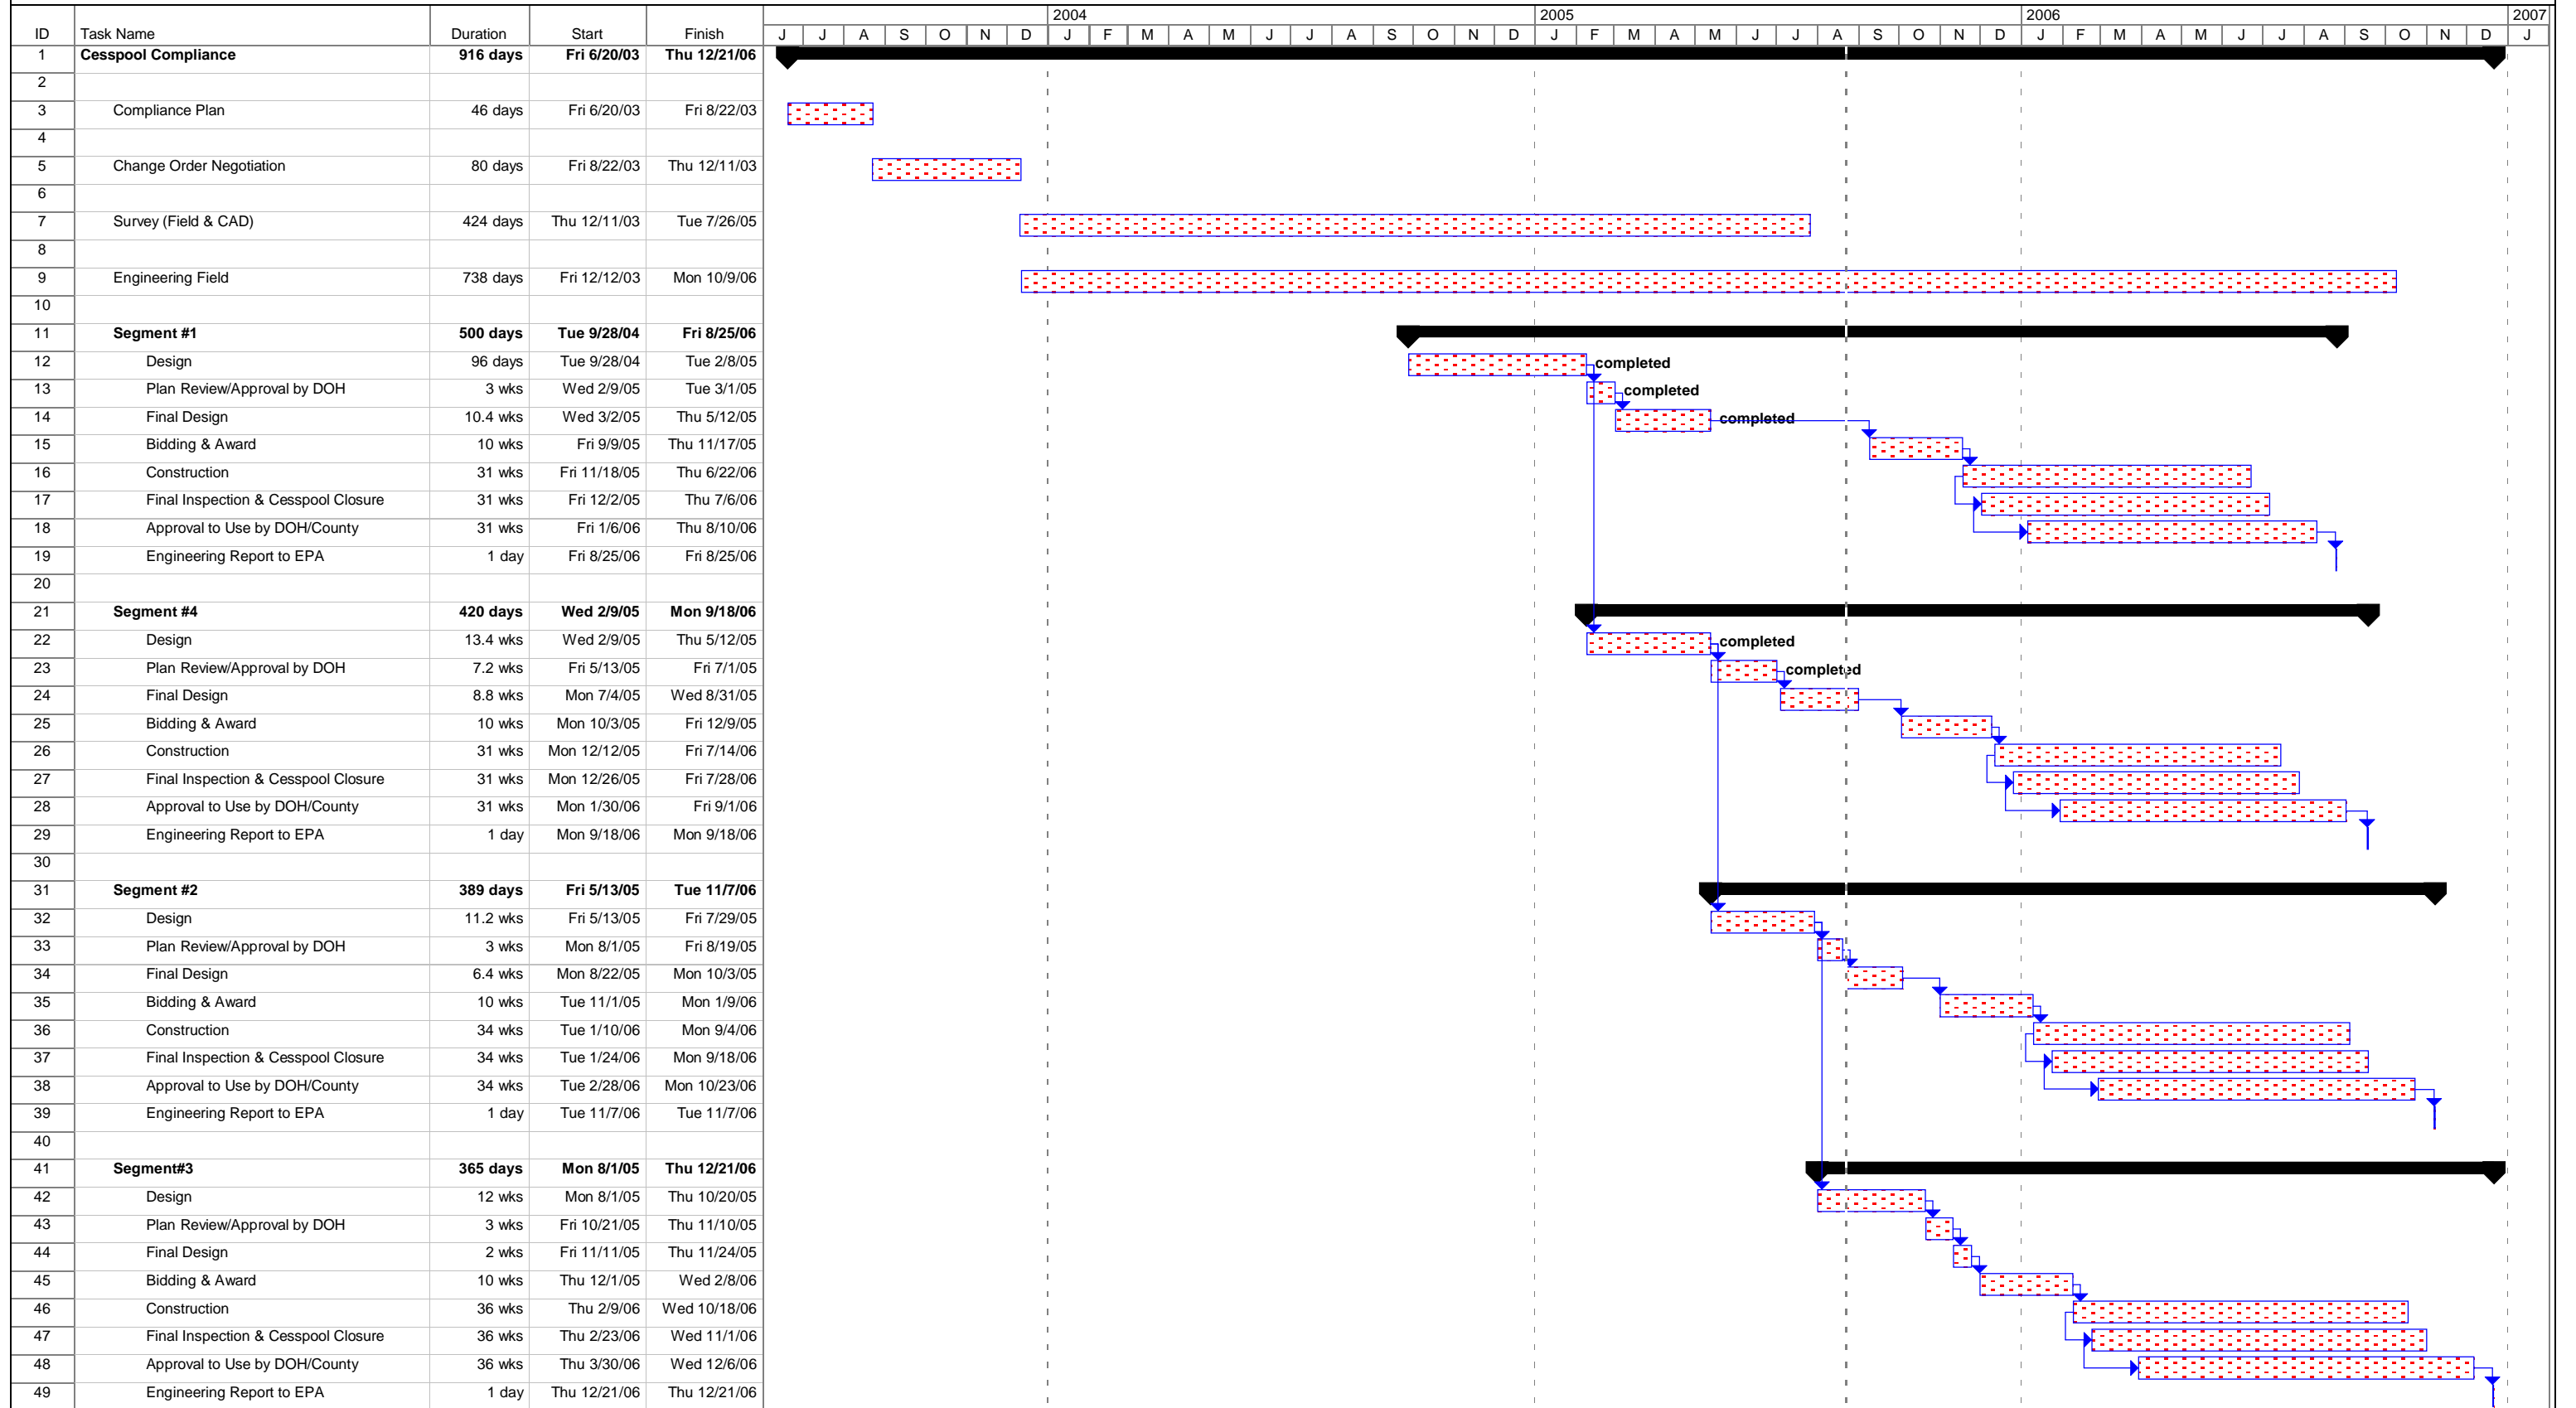 2004 2005 2006 2007
ID Task Name Duration Start Finish J J A S O N D J F M A M J J A S O N D J F M A M J J A S O N D J F M A M J J A S O N D J
1 Cesspool Compliance 916 days Fri 6/20/03 Thu 12/21/06
2
3 Compliance Plan 46 days Fri 6/20/03 Fri 8/22/03
4
5 Change Order Negotiation 80 days Fri 8/22/03 Thu 12/11/03
6
7 Survey (Field & CAD) 424 days Thu 12/11/03 Tue 7/26/05
8
9 Engineering Field 738 days Fri 12/12/03 Mon 10/9/06
10
11 Segment #1 500 days Tue 9/28/04 Fri 8/25/06
12 Design 96 days Tue 9/28/04 Tue 2/8/05 completed
13 Plan Review/Approval by DOH 3 wks Wed 2/9/05 Tue 3/1/05 completed
14 Final Design 10.4 wks Wed 3/2/05 Thu 5/12/05 completed
15 Bidding & Award 10 wks Fri 9/9/05 Thu 11/17/05
16 Construction 31 wks Fri 11/18/05 Thu 6/22/06
17 Final Inspection & Cesspool Closure 31 wks Fri 12/2/05 Thu 7/6/06
18 Approval to Use by DOH/County 31 wks Fri 1/6/06 Thu 8/10/06
19 Engineering Report to EPA 1 day Fri 8/25/06 Fri 8/25/06
20
21 Segment #4 420 days Wed 2/9/05 Mon 9/18/06
22 Design 13.4 wks Wed 2/9/05 Thu 5/12/05 completed
23 Plan Review/Approval by DOH 7.2 wks Fri 5/13/05 Fri 7/1/05 completed
24 Final Design 8.8 wks Mon 7/4/05 Wed 8/31/05
25 Bidding & Award 10 wks Mon 10/3/05 Fri 12/9/05
26 Construction 31 wks Mon 12/12/05 Fri 7/14/06
27 Final Inspection & Cesspool Closure 31 wks Mon 12/26/05 Fri 7/28/06
28 Approval to Use by DOH/County 31 wks Mon 1/30/06 Fri 9/1/06
29 Engineering Report to EPA 1 day Mon 9/18/06 Mon 9/18/06
30
31 Segment #2 389 days Fri 5/13/05 Tue 11/7/06
32 Design 11.2 wks Fri 5/13/05 Fri 7/29/05
33 Plan Review/Approval by DOH 3 wks Mon 8/1/05 Fri 8/19/05
34 Final Design 6.4 wks Mon 8/22/05 Mon 10/3/05
35 Bidding & Award 10 wks Tue 11/1/05 Mon 1/9/06
36 Construction 34 wks Tue 1/10/06 Mon 9/4/06
37 Final Inspection & Cesspool Closure 34 wks Tue 1/24/06 Mon 9/18/06
38 Approval to Use by DOH/County 34 wks Tue 2/28/06 Mon 10/23/06
39 Engineering Report to EPA 1 day Tue 11/7/06 Tue 11/7/06
40
41 Segment#3 365 days Mon 8/1/05 Thu 12/21/06
42 Design 12 wks Mon 8/1/05 Thu 10/20/05
43 Plan Review/Approval by DOH 3 wks Fri 10/21/05 Thu 11/10/05
44 Final Design 2 wks Fri 11/11/05 Thu 11/24/05
45 Bidding & Award 10 wks Thu 12/1/05 Wed 2/8/06
46 Construction 36 wks Thu 2/9/06 Wed 10/18/06
47 Final Inspection & Cesspool Closure 36 wks Thu 2/23/06 Wed 11/1/06
48 Approval to Use by DOH/County 36 wks Thu 3/30/06 Wed 12/6/06
49 Engineering Report to EPA 1 day Thu 12/21/06 Thu 12/21/06